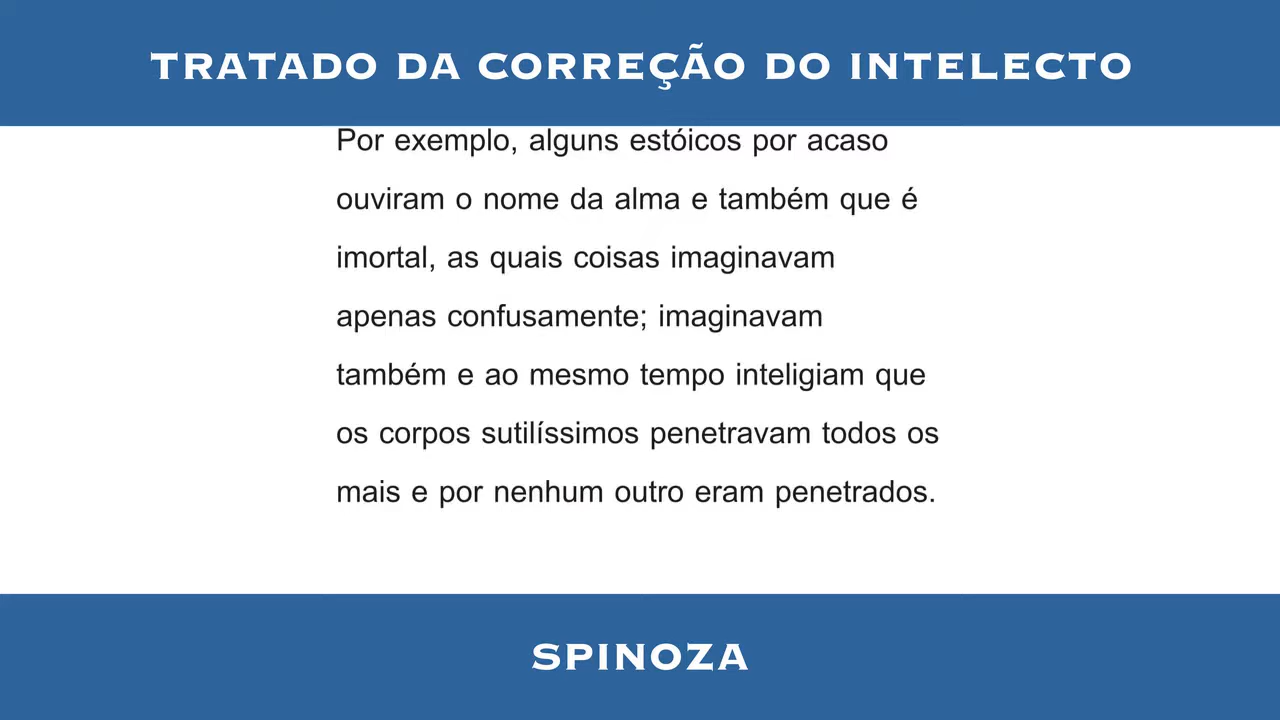 TRATADO DA CORREÇÃO DO INTELECTO
Por exemplo, alguns estóicos por acaso
ouviram o nome da alma e também que é
imortal, as quais coisas imaginavam
apenas confusamente; imaginavam
também e ao mesmo tempo inteligiam que
os corpos sutilíssimos penetravam todos os
mais e por nenhum outro eram penetrados.
SPINOZA